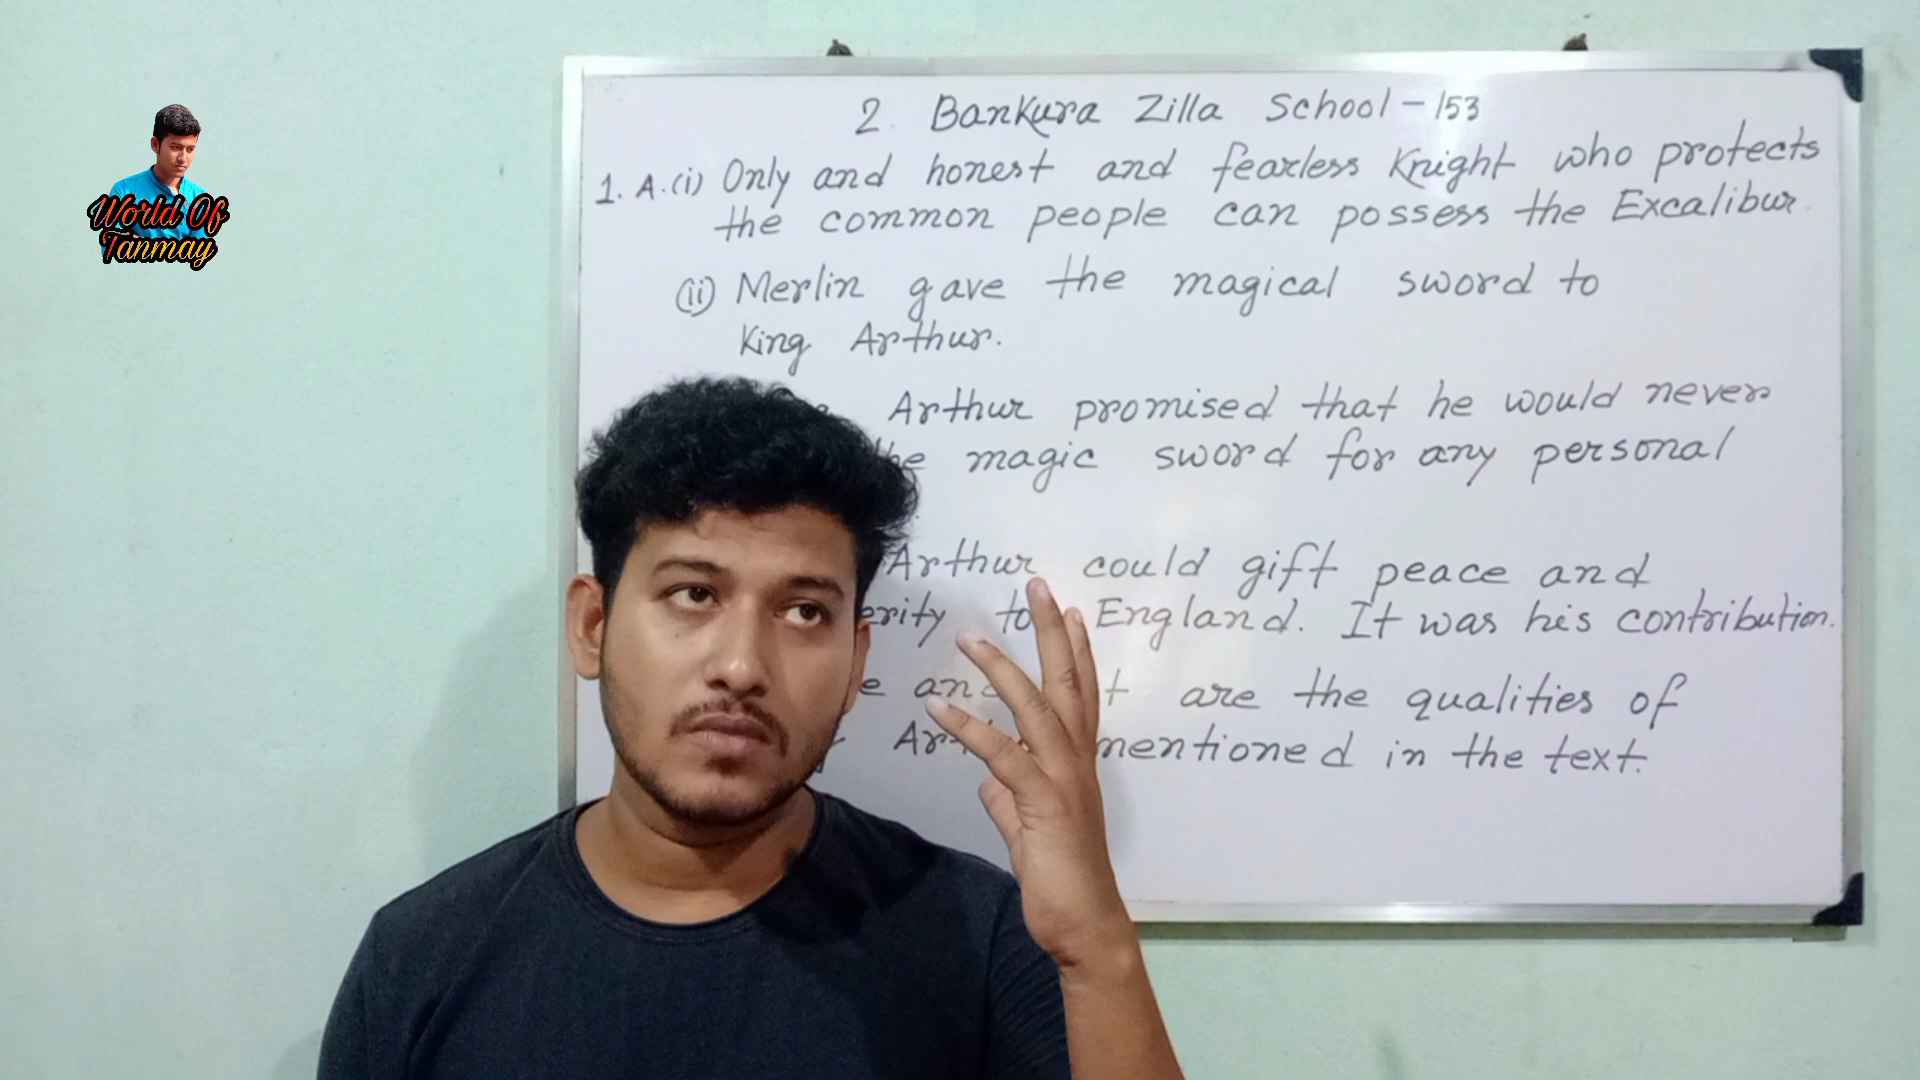 World Of
Tanmay
2. Bankura Zilla School - 153
1. A. (i) Only and honest and fearless Knight who protects
the common people can possess the Excalibur.
(ii) Merlin gave the magical sword to
King Arthur.
Arthur promised that he would never
magic sword for any personal
Arthur could gift peace and
to England. It was his contribution.
are the qualities of
mentioned in the text.